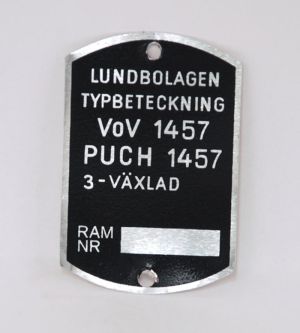 LUNDBOLAGEN
TYPBETECKNING
VoV 1457
PUCH 1457
3-VÄXLAD
RAM
NR